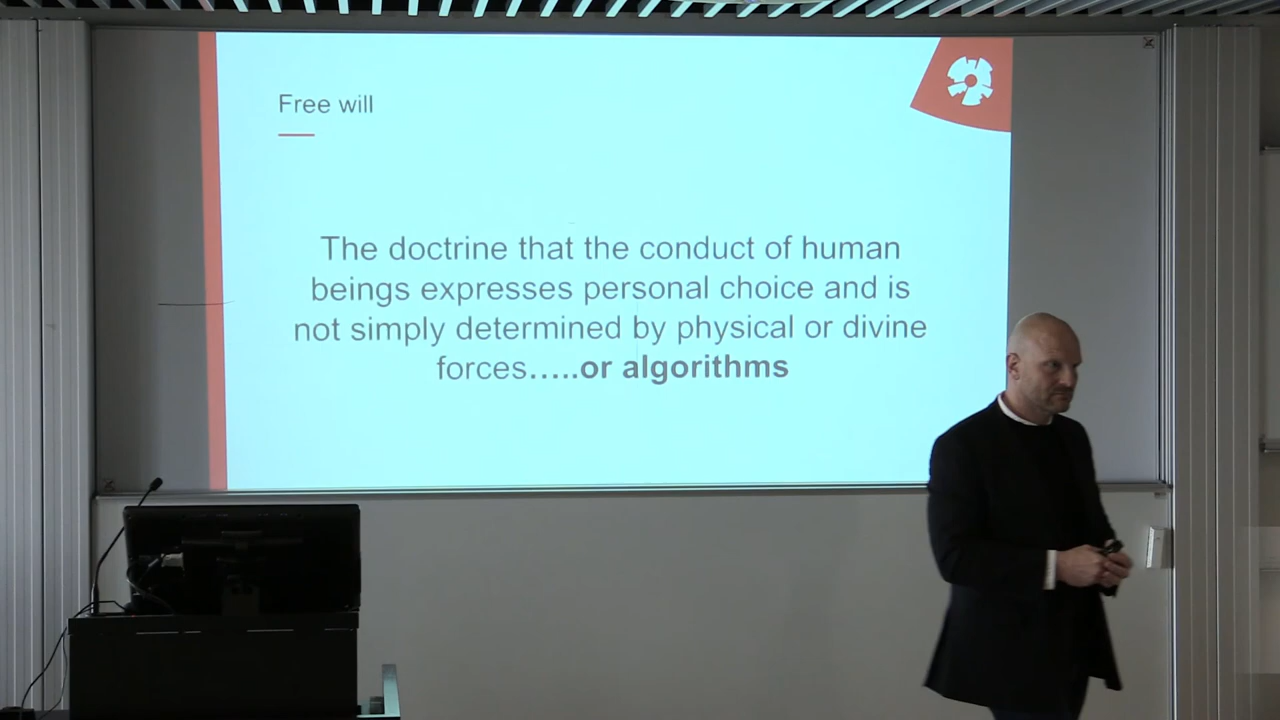 Free will
The doctrine that the conduct of human
beings expresses personal choice and is
not simply determined by physical or divine
forces…..or algorithms